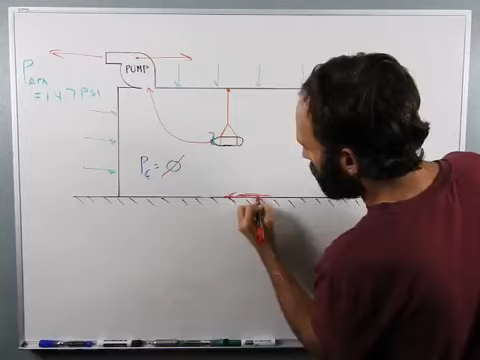 PUMP
PATM
= 14.7 PSI
Pc = Ø